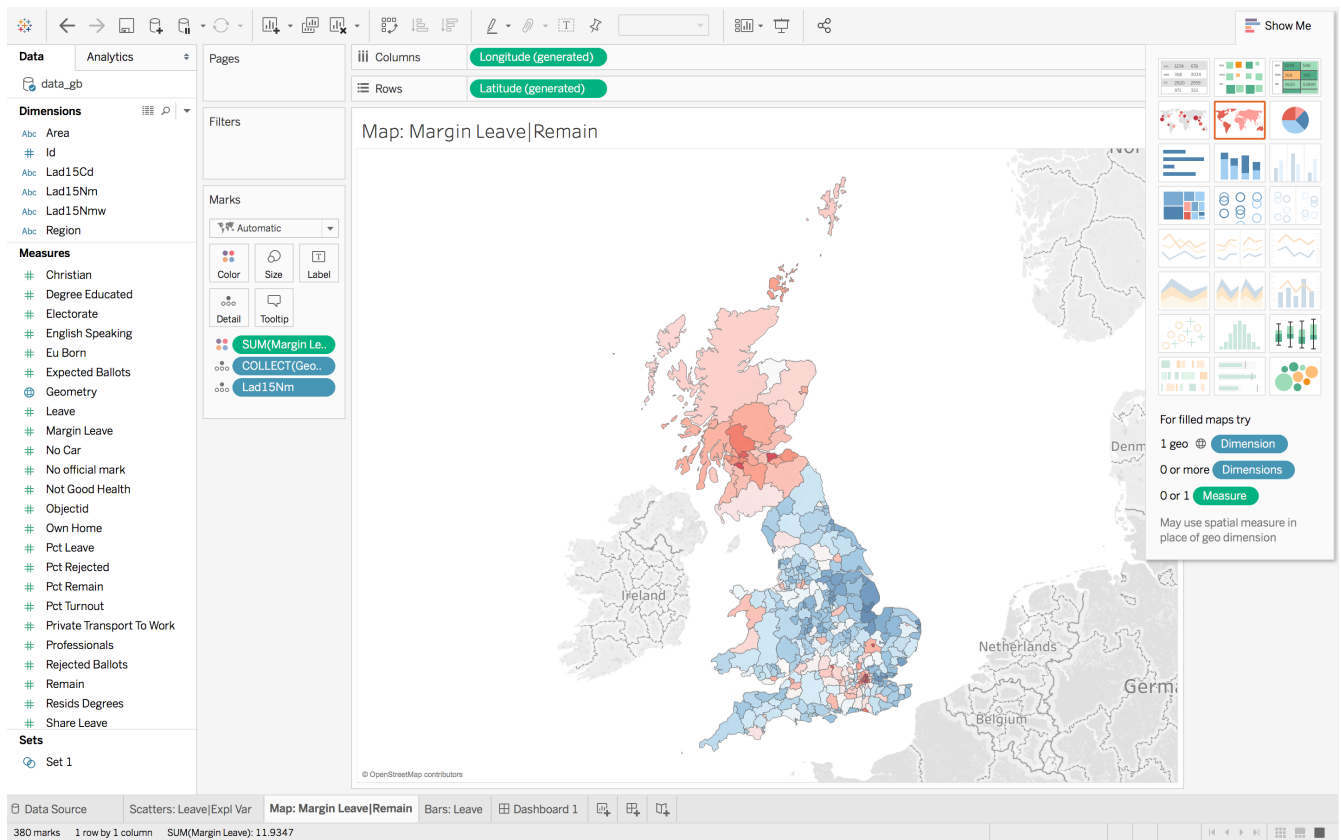 Show Me
Data
Analytics
data_gb
Dimensions
Abc Area
# Id
Abc Lad15Cd
Abc Lad15Nm
Abc Lad15Nmw
Abc Region
Measures
# Christian
# Degree Educated
# Electorate
# English Speaking
# Eu Born
# Expected Ballots
Geometry
# Leave
# Margin Leave
# No Car
# No official mark
# Not Good Health
# Objectid
# Own Home
# Pct Leave
# Pct Rejected
# Pct Remain
# Pct Turnout
# Private Transport To Work
# Professionals
# Rejected Ballots
# Remain
# Resids Degrees
# Share Leave
Sets
Set 1
Pages
Filters
Marks
Automatic
Color Size Label
Detail Tooltip
SUM(Margin Le..
COLLECT(Geo..
Lad15Nm
Columns Longitude (generated)
Rows Latitude (generated)
Map: Margin Leave|Remain
Nor
Denm
Ireland
Netherlands
Germa
Belgium
© OpenStreetMap contributors
For filled maps try
1 geo Dimension
0 or more Dimensions
0 or 1 Measure
May use spatial measure in
place of geo dimension
Data Source Scatters: Leave|Expl Var Map: Margin Leave|Remain Bars: Leave Dashboard 1
380 marks 1 row by 1 column SUM(Margin Leave): 11.9347